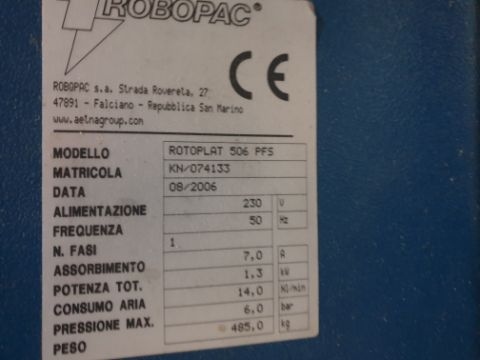 ROBOPAC®
ROBOPAC s.a. Strada Rovereta, 27
47891 - Falciano - Repubblica San Marino
www.aetnagroup.com
CE
MODELLO ROTOPLAT 506 PFS
MATRICOLA KN/074133
DATA 08/2006
ALIMENTAZIONE 230 V
FREQUENZA 50 Hz
N. FASI 1
ASSORBIMENTO 7,0 A
POTENZA TOT. 1,3 kW
CONSUMO ARIA 14,0 Nl/min
PRESSIONE MAX. 6,0 bar
PESO 485,0 kg